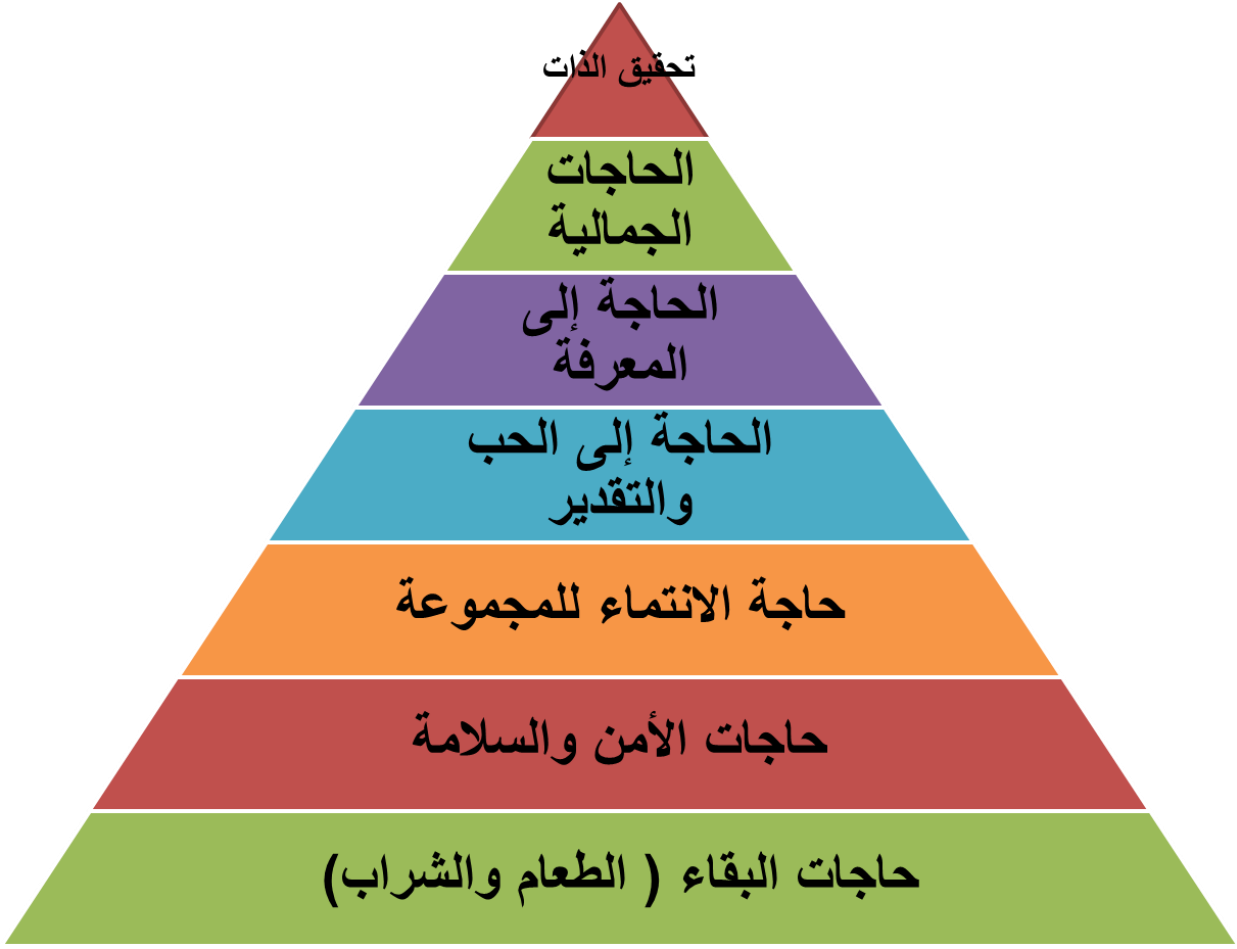 تحقيق الذات
الحاجات
الجمالية
الحاجة إلى
المعرفة
الحاجة إلى الحب
والتقدير
حاجة الانتماء للمجموعة
حاجات الأمن والسلامة
حاجات البقاء ( الطعام والشراب)